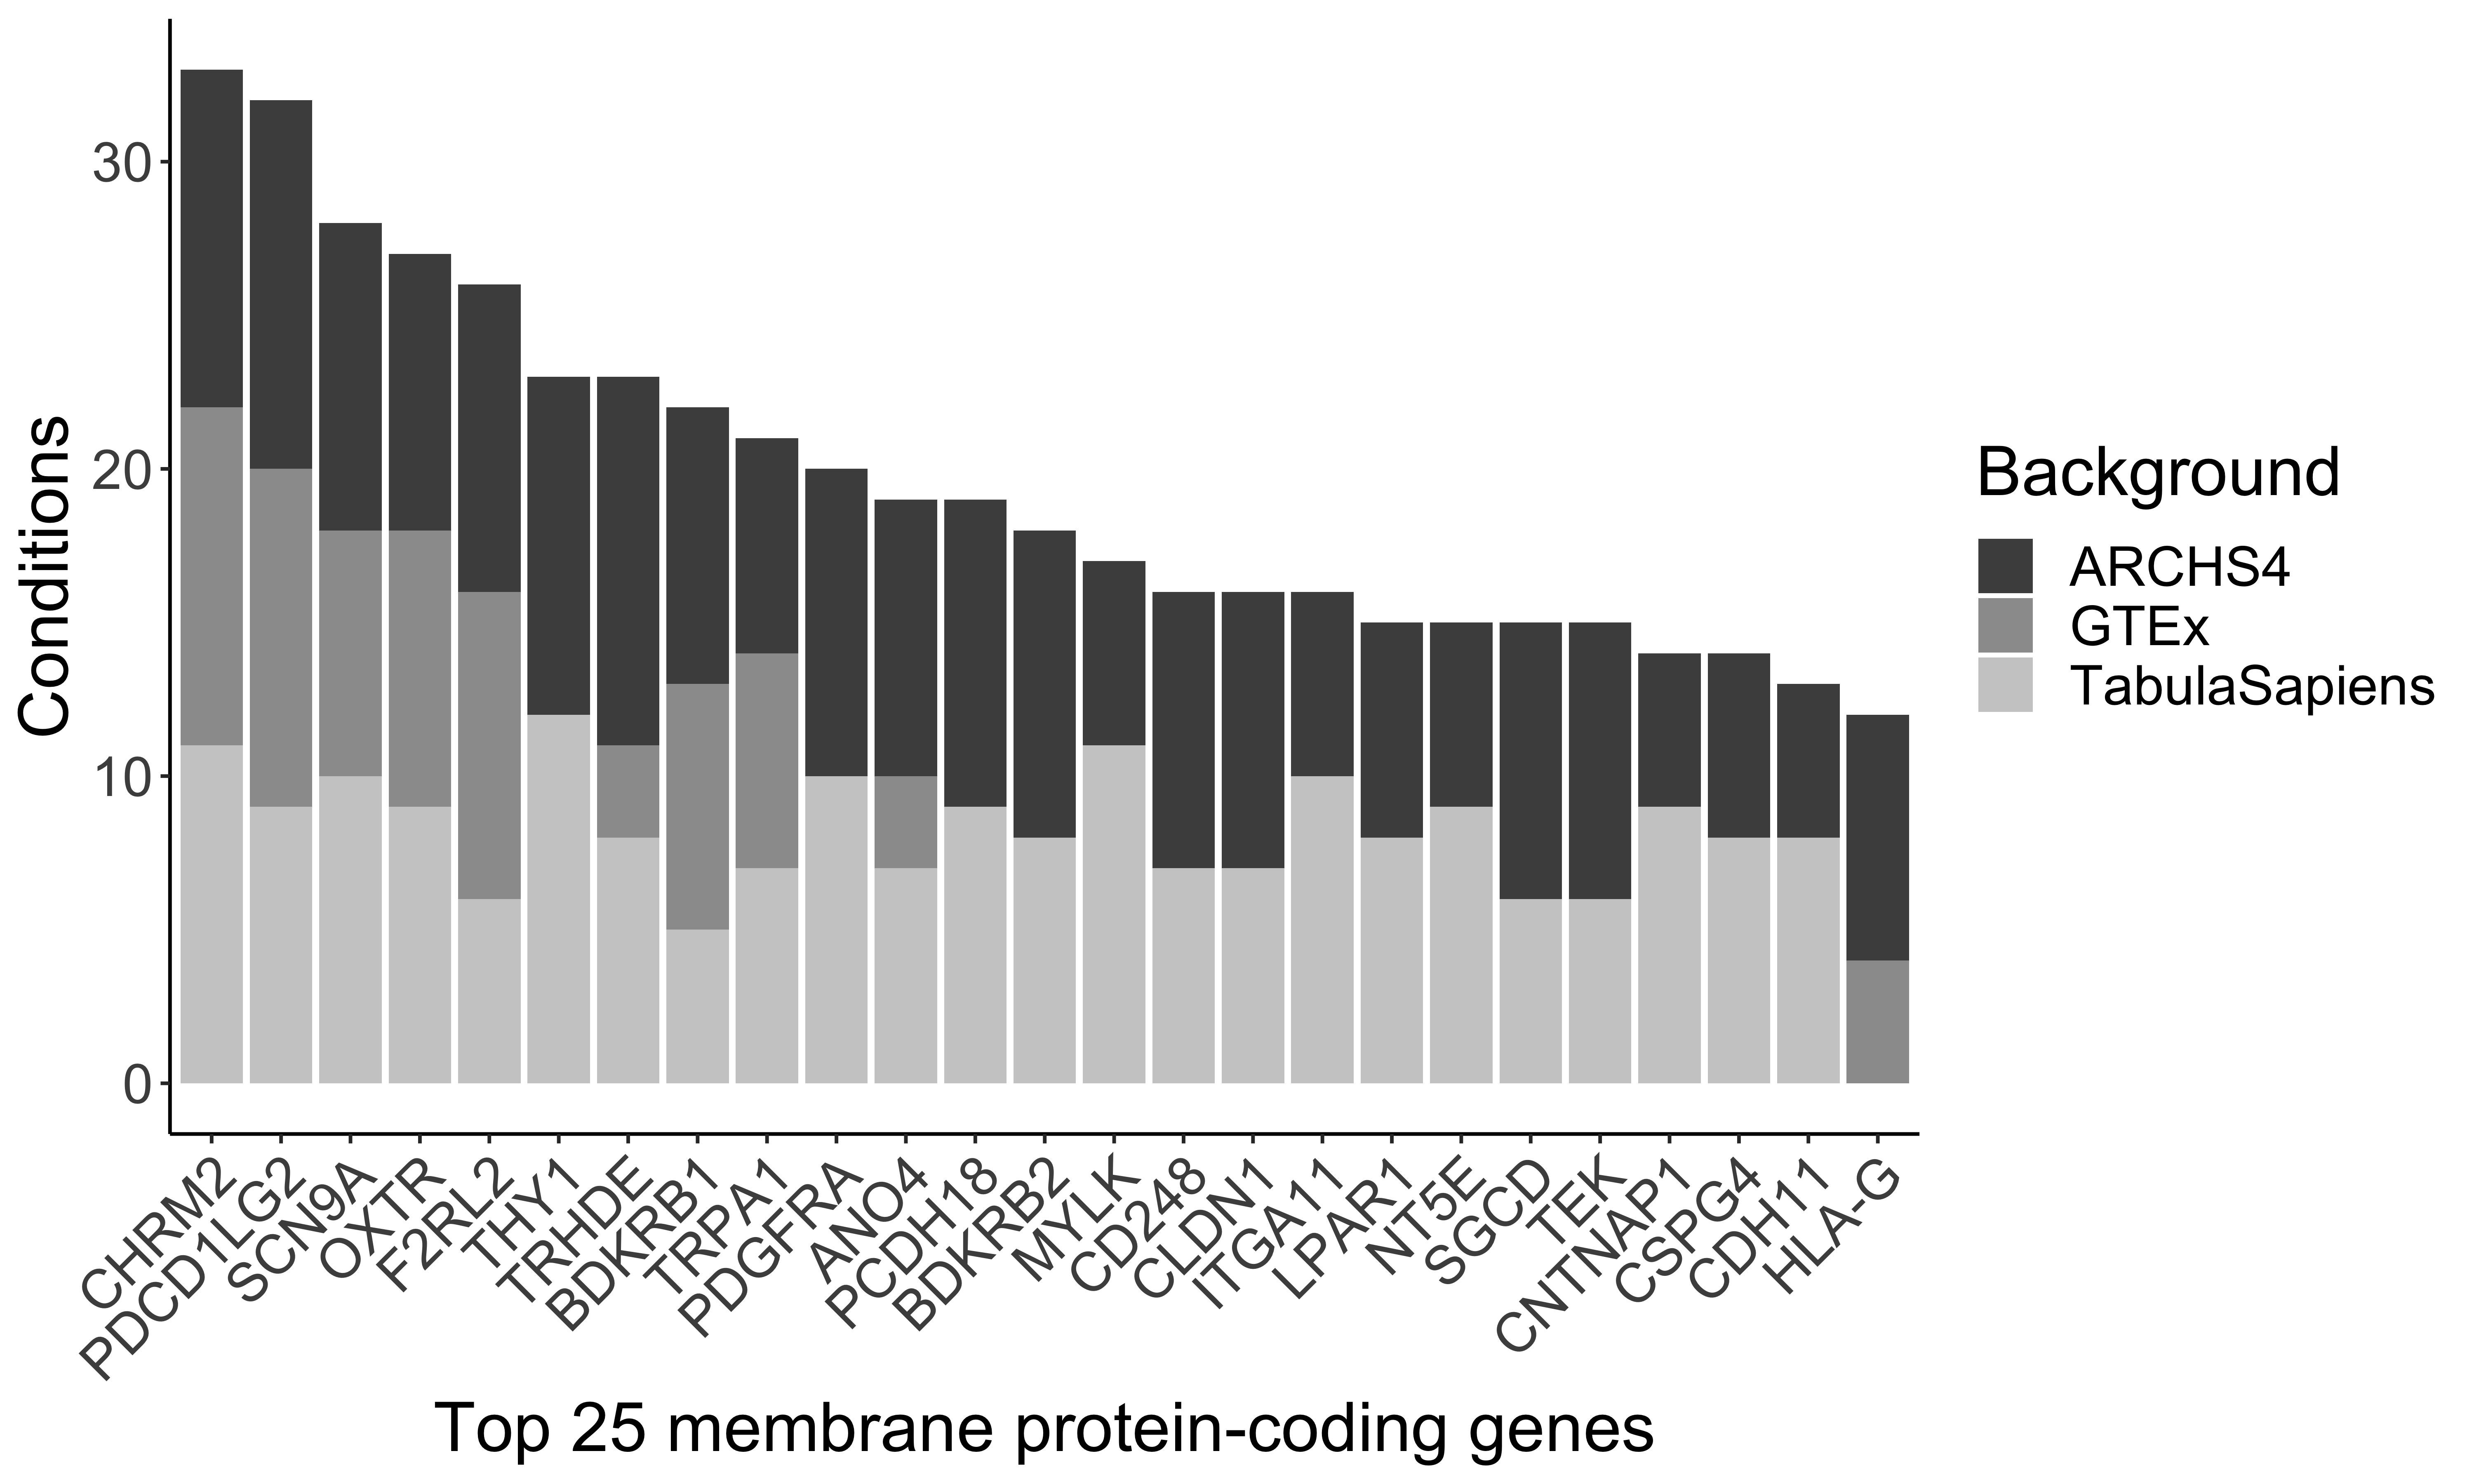 Conditions
30
20
10
0
CHRM2
PDCD1LG2
SCN9A
OXTR
F2RL2
THY1
TRHDE
BDKRB1
TRPA1
PDGFRA
ANO4
PCDH18
BDKRB2
MYLK
CD248
CLDN1
ITGA11
LPAR1
NT5E
SGCD
TEK
CNTNAP1
CSPG4
CDH11
HLA-G
Top 25 membrane protein-coding genes
Background
ARCHS4
GTEx
TabulaSapiens